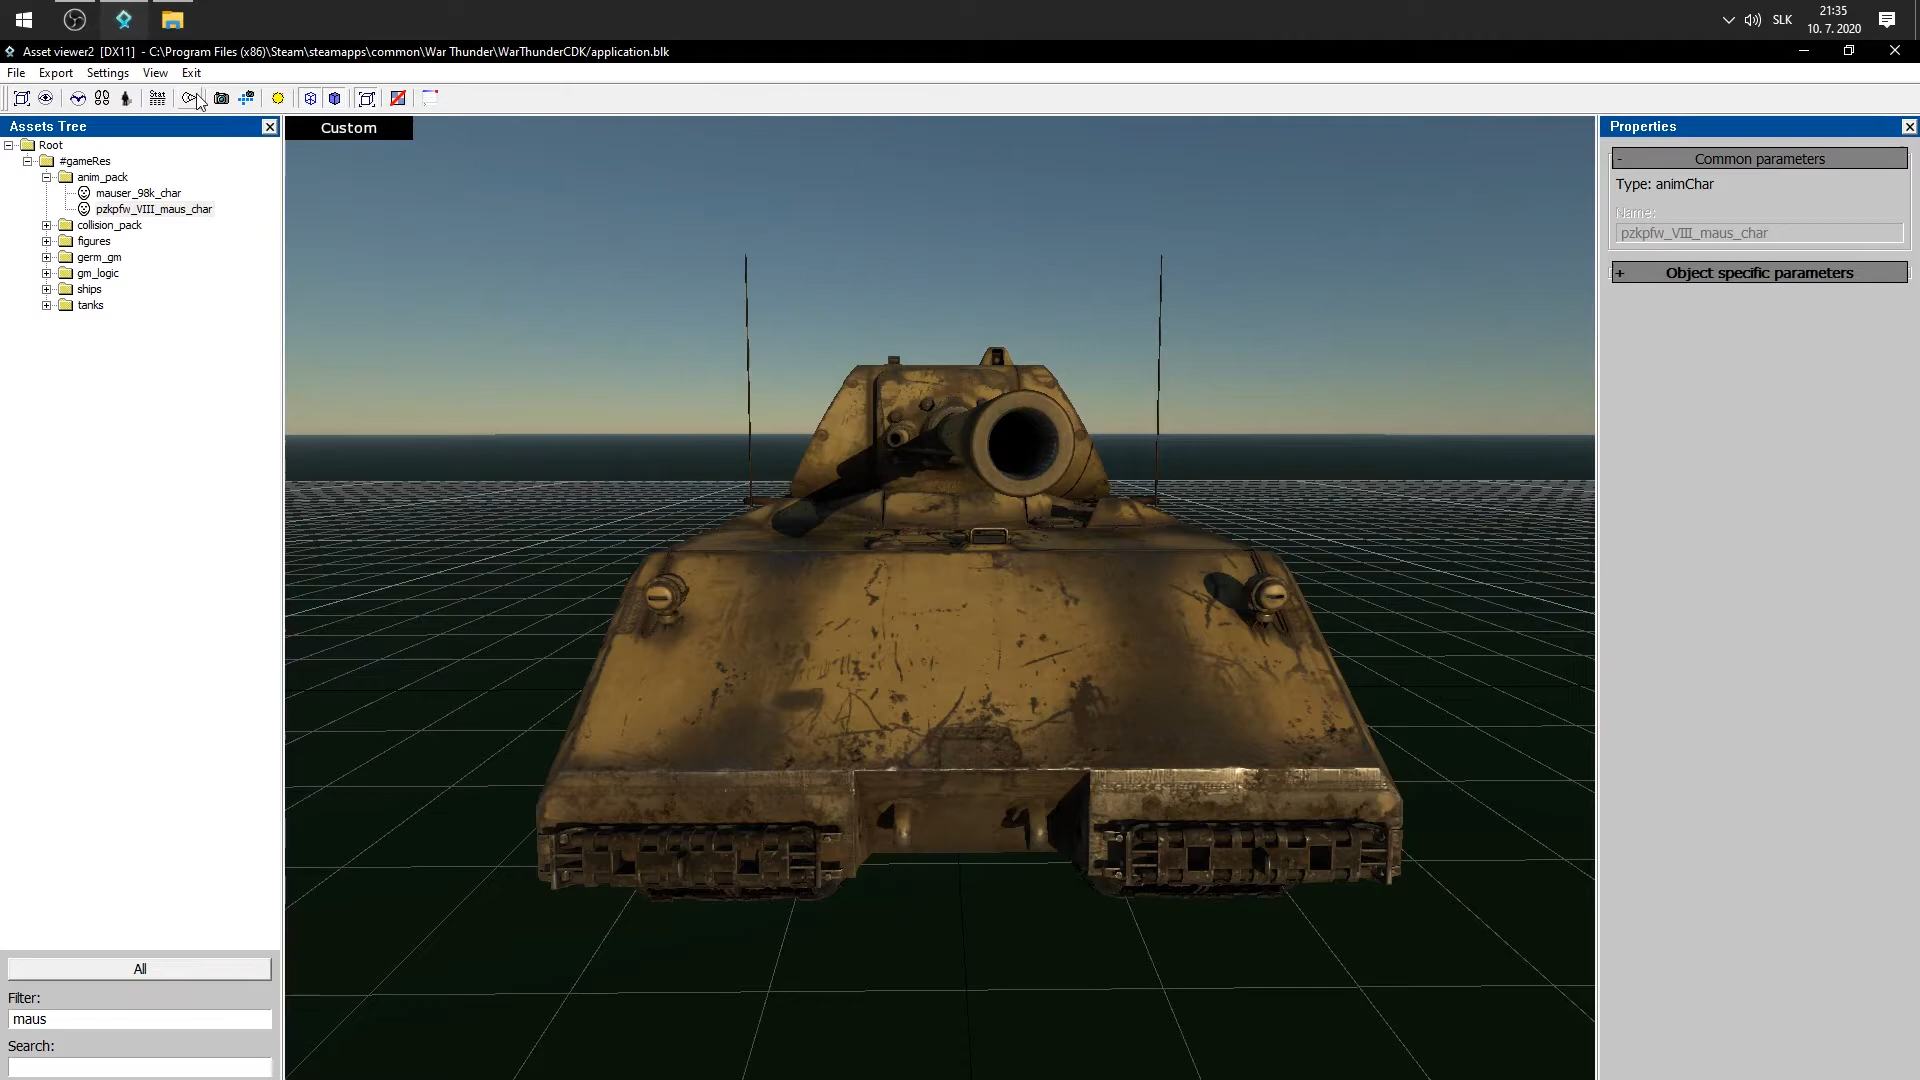 21:35
SLK
10. 7. 2020
Asset viewer2 [DX11] - C:\Program Files (x86)\Steam\steamapps\common\War Thunder\WarThunderCDK/application.blk
File Export Settings View Exit
Stat
Assets Tree
Root
#gameRes
anim_pack
mauser_98k_char
pzkpfw_VIII_maus_char
collision_pack
figures
germ_gm
gm_logic
ships
tanks
All
Filter:
maus
Search:
Custom
Properties
- Common parameters
Type: animChar
Name:
pzkpfw_VIII_maus_char
+ Object specific parameters